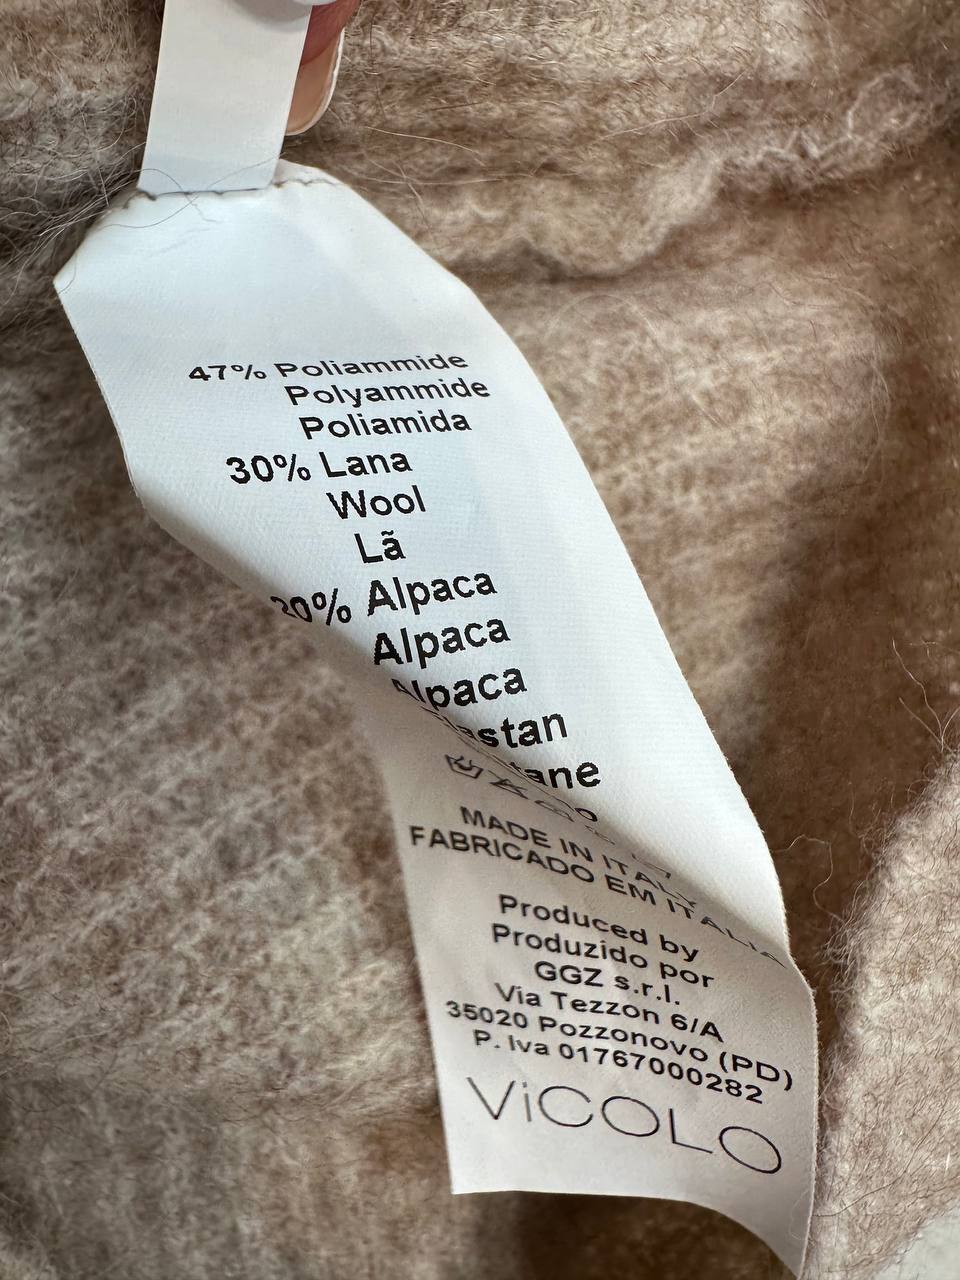 47% Poliammide
Polyammide
Poliamida
30% Lana
Wool
Lã
20% Alpaca
Alpaca
Alpaca
MADE IN ITALY
FABRICADO EM ITALIA
Produced by
Produzido por
GGZ s.r.l.
Via Tezzon 6/A
35020 Pozzonovo (PD)
P. Iva 01767000282
ViCOLO